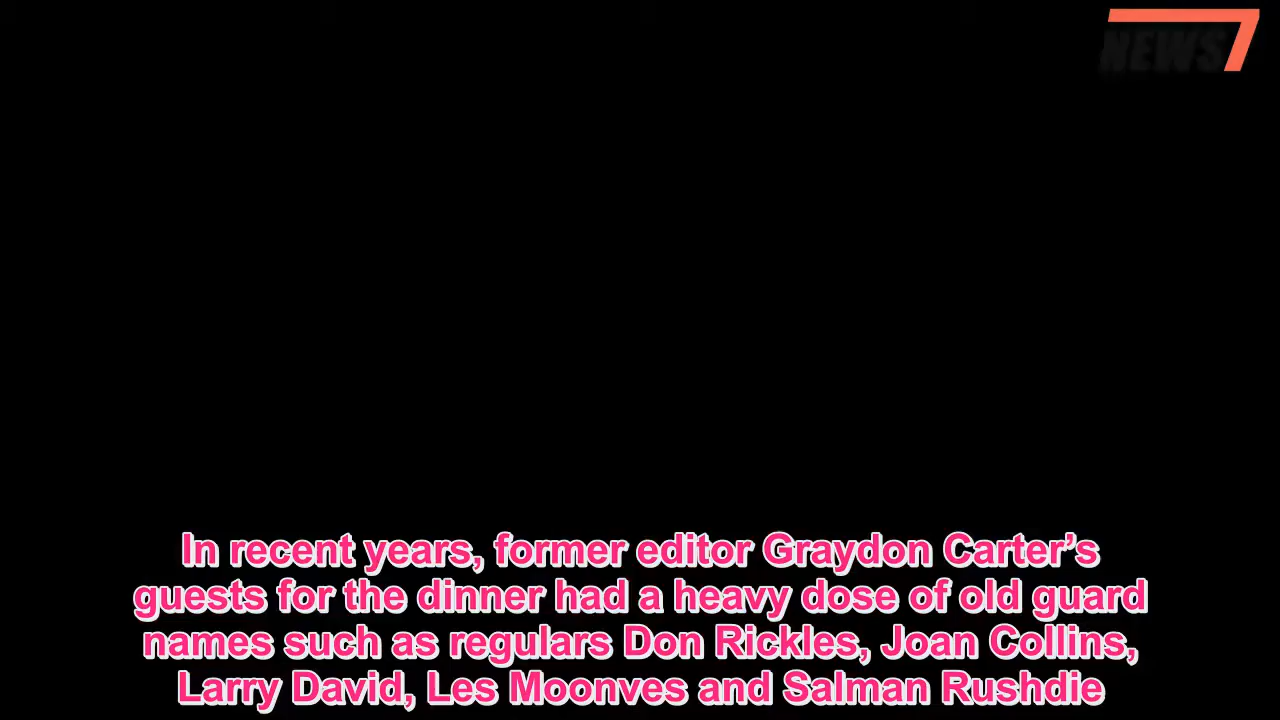 NEWS7
In recent years, former editor Graydon Carter’s
guests for the dinner had a heavy dose of old guard
names such as regulars Don Rickles, Joan Collins,
Larry David, Les Moonves and Salman Rushdie